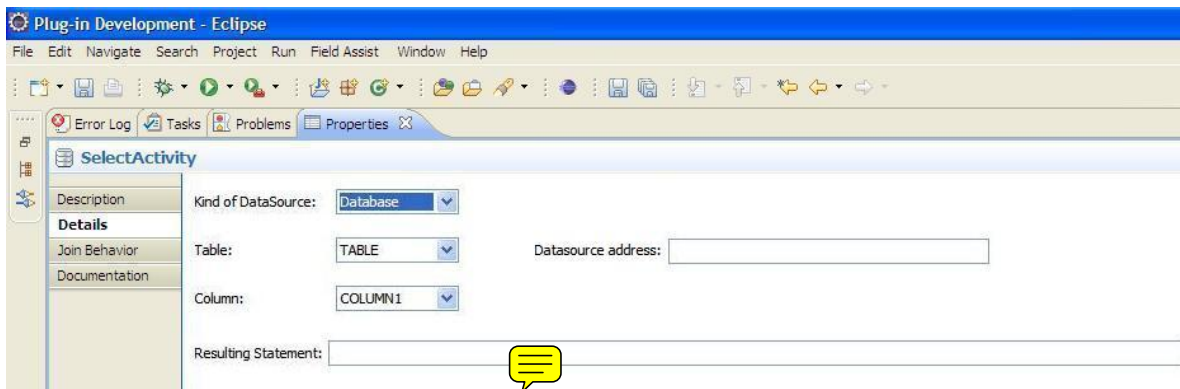 Plug-in Development - Eclipse
File Edit Navigate Search Project Run Field Assist Window Help
Error Log Tasks Problems Properties
SelectActivity
Description
Details
Join Behavior
Documentation
Kind of DataSource: Database
Table: TABLE Datasource address:
Column: COLUMN1
Resulting Statement: